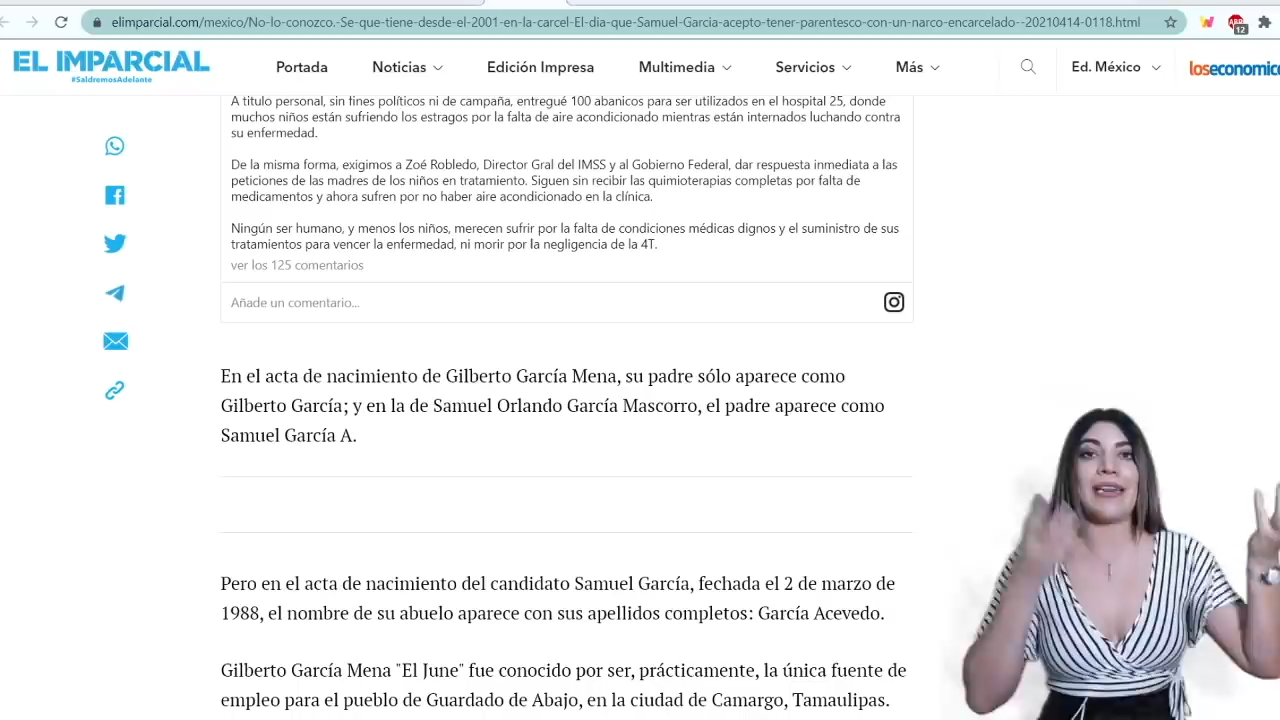 elimparcial.com/mexico/No-lo-conozco.-Se-que-tiene-desde-el-2001-en-la-carcel-El-dia-que-Samuel-Garcia-acepto-tener-parentesco-con-un-narco-encarcelado--20210414-0118.html
12
EL IMPARCIAL
#SaldremosAdelante
Portada Noticias Edición Impresa Multimedia Servicios Más Ed. México loseconomic
A título personal, sin fines políticos ni de campaña, entregué 100 abanicos para ser utilizados en el hospital 25, donde
muchos niños están sufriendo los estragos por la falta de aire acondicionado mientras están internados luchando contra
su enfermedad.
De la misma forma, exigimos a Zoé Robledo, Director Gral del IMSS y al Gobierno Federal, dar respuesta inmediata a las
peticiones de las madres de los niños en tratamiento. Siguen sin recibir las quimioterapias completas por falta de
medicamentos y ahora sufren por no haber aire acondicionado en la clínica.
Ningún ser humano, y menos los niños, merecen sufrir por la falta de condiciones médicas dignos y el suministro de sus
tratamientos para vencer la enfermedad, ni morir por la negligencia de la 4T.
ver los 125 comentarios
Añade un comentario...
En el acta de nacimiento de Gilberto García Mena, su padre sólo aparece como
Gilberto García; y en la de Samuel Orlando García Mascorro, el padre aparece como
Samuel García A.
Pero en el acta de nacimiento del candidato Samuel García, fechada el 2 de marzo de
1988, el nombre de su abuelo aparece con sus apellidos completos: García Acevedo.
Gilberto García Mena "El June" fue conocido por ser, prácticamente, la única fuente de
empleo para el pueblo de Guardado de Abajo, en la ciudad de Camargo, Tamaulipas.